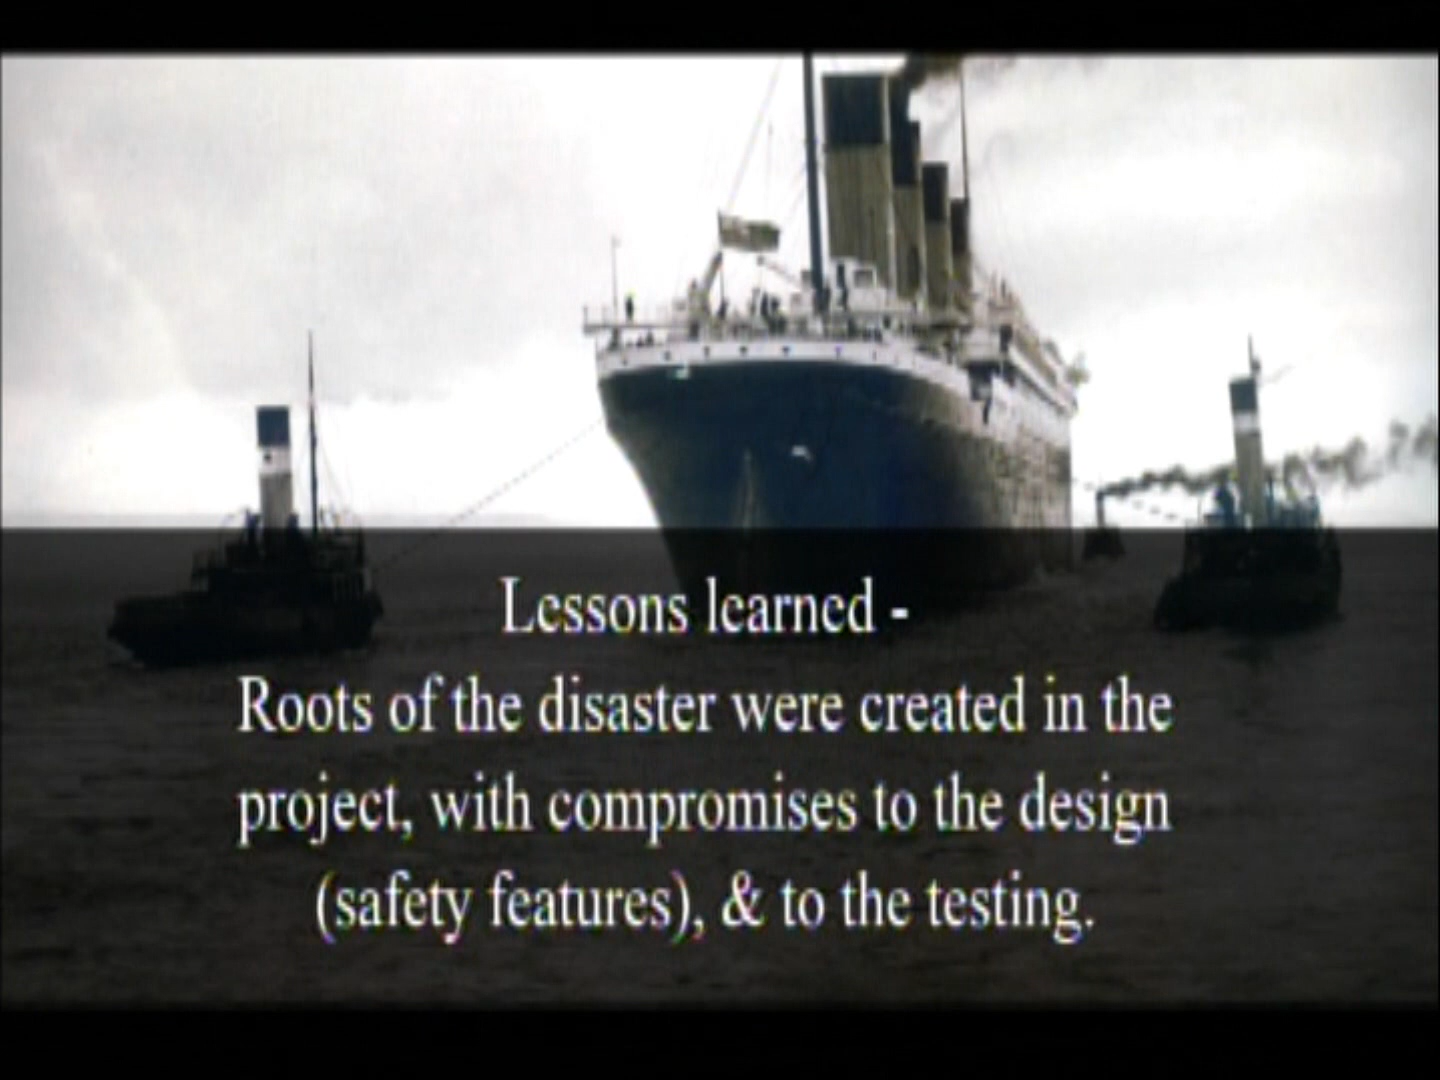 Lessons learned -
Roots of the disaster were created in the
project, with compromises to the design
(safety features), & to the testing.